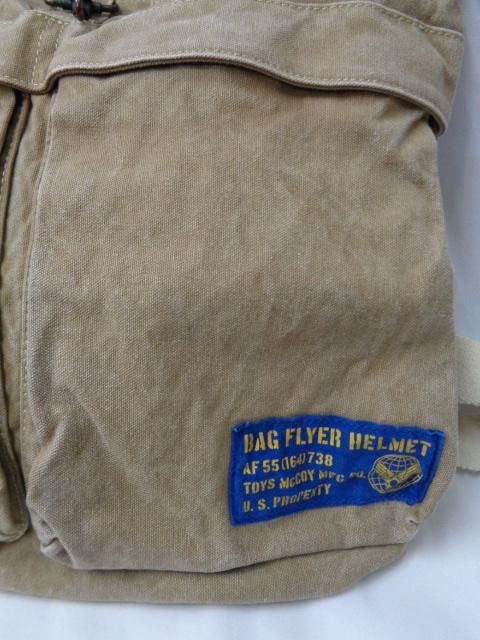 BAG FLYER HELMET
AF 55 (164) 738
TOYS McCOY MFG CO.
U.S. PROPERTY